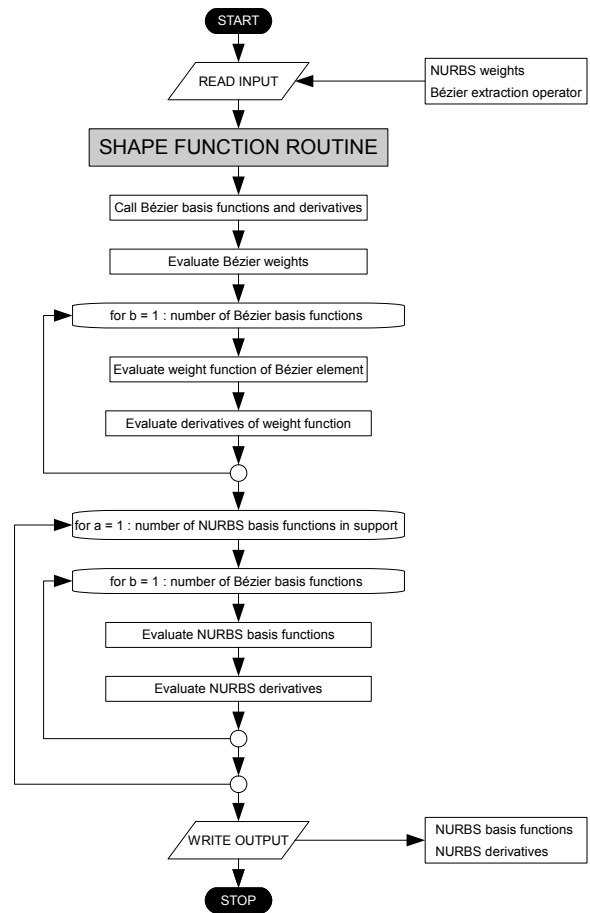 START
READ INPUT
NURBS weights
Bézier extraction operator
SHAPE FUNCTION ROUTINE
Call Bézier basis functions and derivatives
Evaluate Bézier weights
for b = 1 : number of Bézier basis functions
Evaluate weight function of Bézier element
Evaluate derivatives of weight function
for a = 1 : number of NURBS basis functions in support
for b = 1 : number of Bézier basis functions
Evaluate NURBS basis functions
Evaluate NURBS derivatives
WRITE OUTPUT
NURBS basis functions
NURBS derivatives
STOP